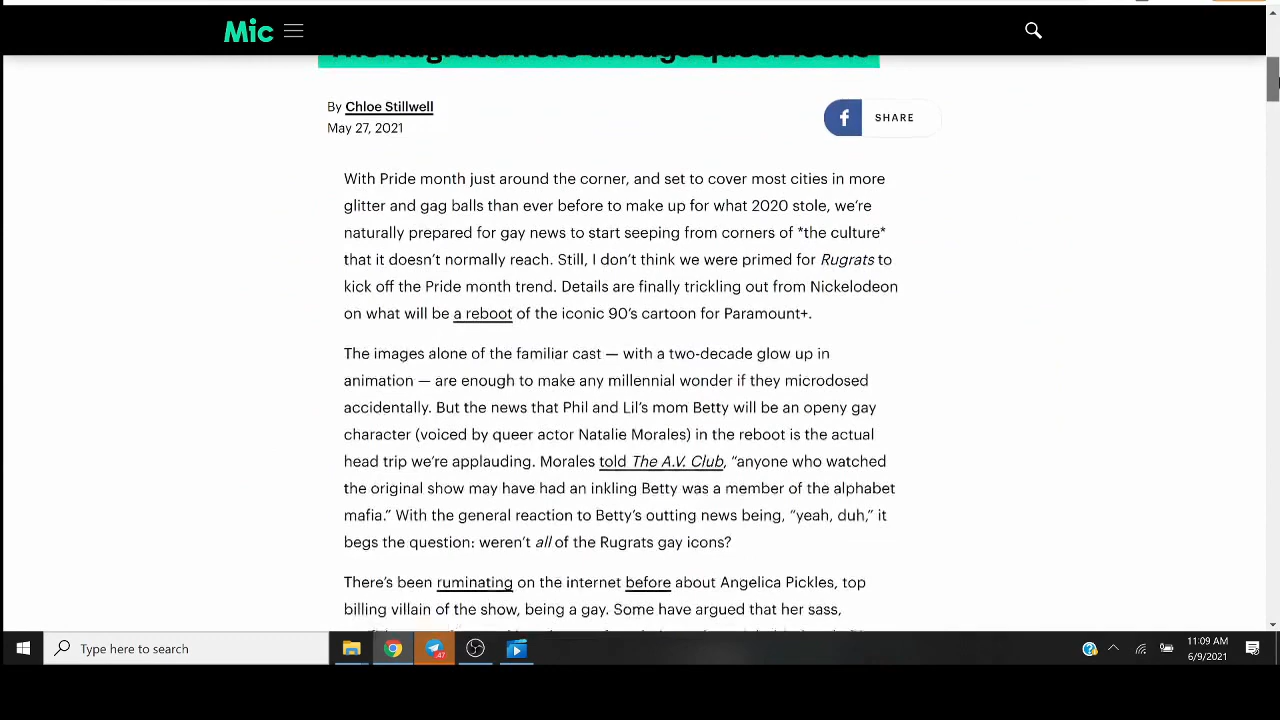 Mic
The Rugrats were always queer icons
By Chloe Stillwell
May 27, 2021
f SHARE
With Pride month just around the corner, and set to cover most cities in more
glitter and gag balls than ever before to make up for what 2020 stole, we're
naturally prepared for gay news to start seeping from corners of *the culture*
that it doesn't normally reach. Still, I don't think we were primed for Rugrats to
kick off the Pride month trend. Details are finally trickling out from Nickelodeon
on what will be a reboot of the iconic 90's cartoon for Paramount+.
The images alone of the familiar cast — with a two-decade glow up in
animation — are enough to make any millennial wonder if they microdosed
accidentally. But the news that Phil and Lil's mom Betty will be an openy gay
character (voiced by queer actor Natalie Morales) in the reboot is the actual
head trip we're applauding. Morales told The A.V. Club, “anyone who watched
the original show may have had an inkling Betty was a member of the alphabet
mafia.” With the general reaction to Betty's outting news being, “yeah, duh,” it
begs the question: weren't all of the Rugrats gay icons?
There's been ruminating on the internet before about Angelica Pickles, top
billing villain of the show, being a gay. Some have argued that her sass,
Type here to search
47
11:09 AM
6/9/2021